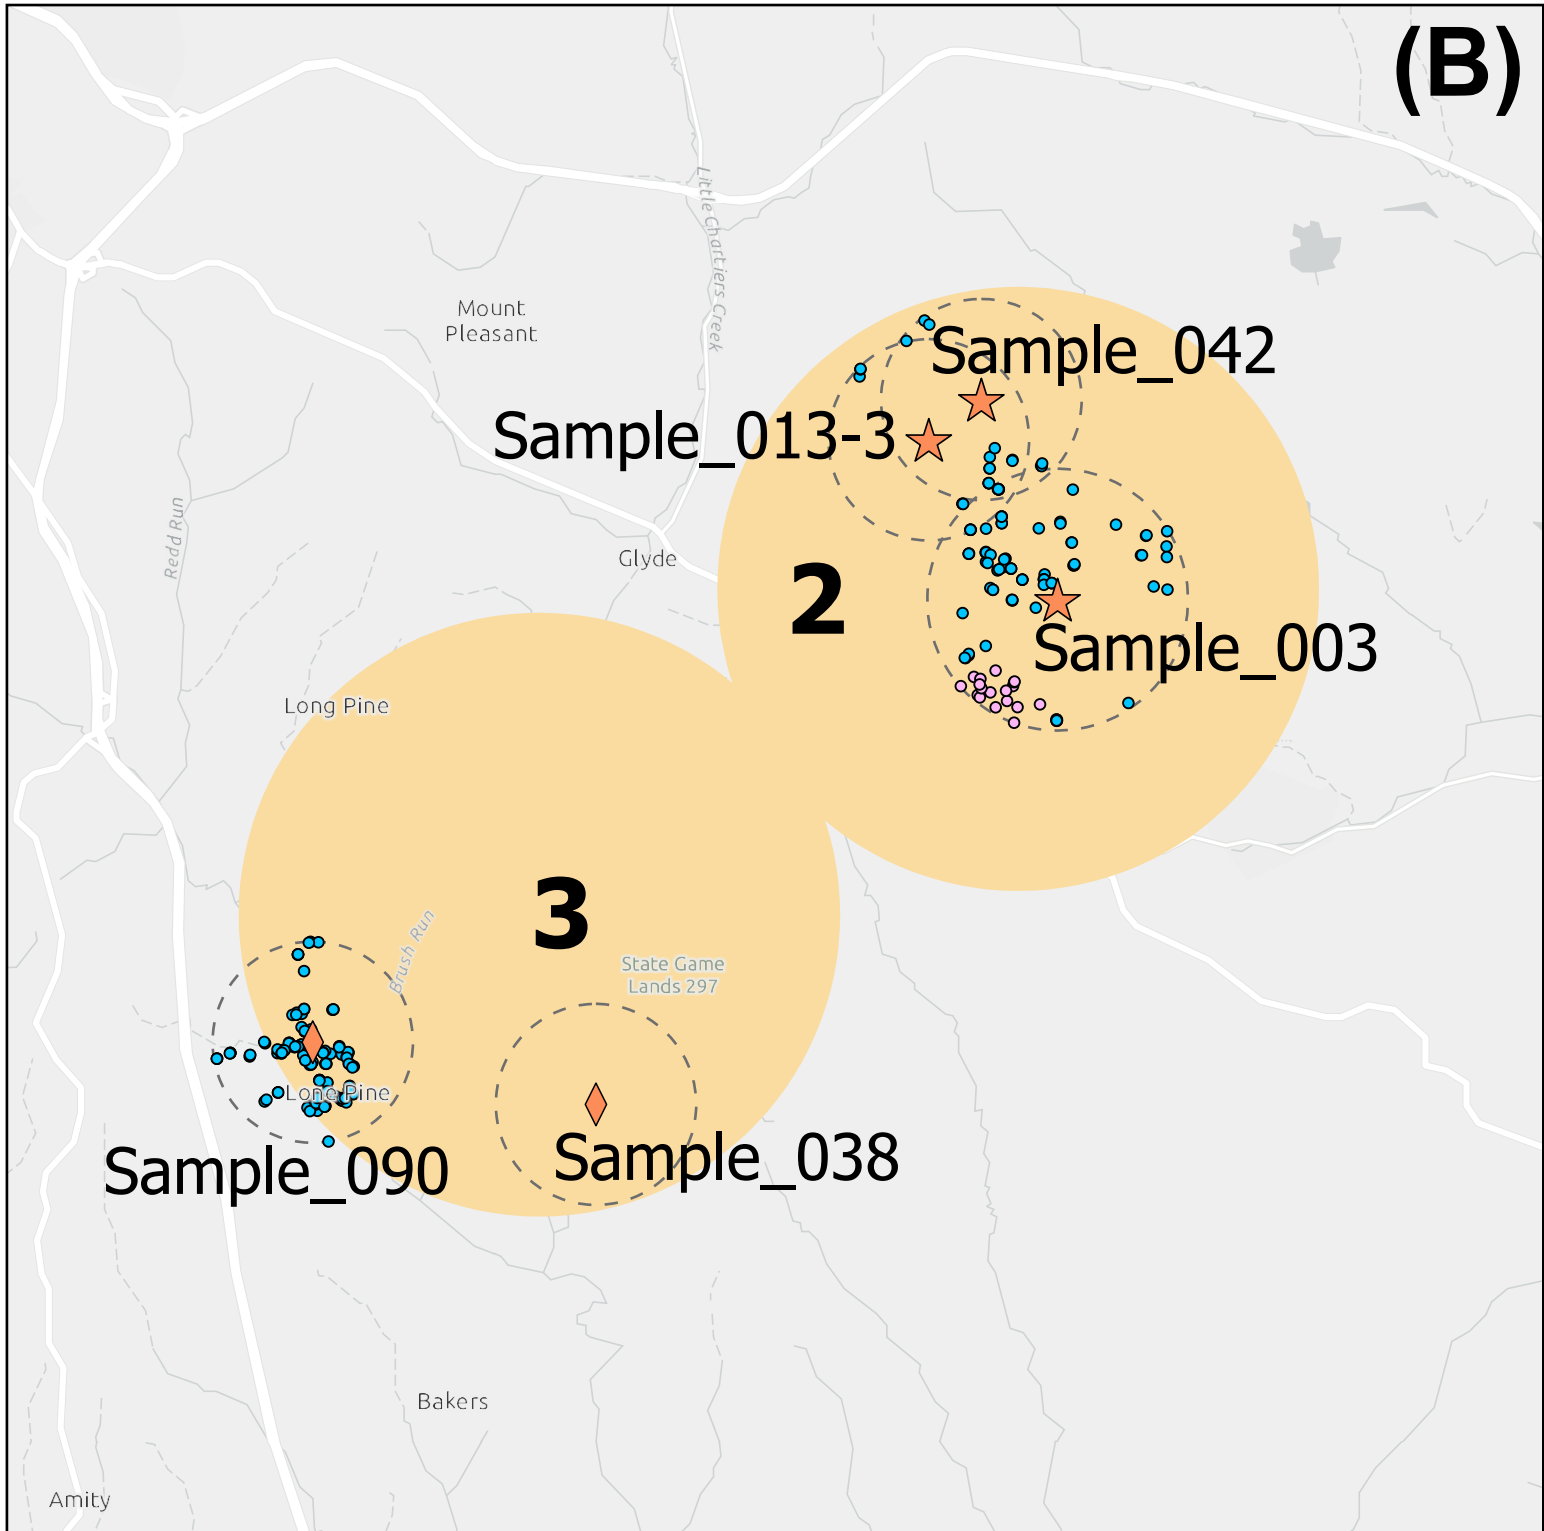 (B)
Little Chartiers Creek
Mount
Pleasant
Sample_042
Sample_013-3
Redd Run
Glyde
2
Sample_003
Long Pine
3
Brush Run
State Game
Lands 297
Lone Pine
Sample_090
Sample_038
Bakers
Amity